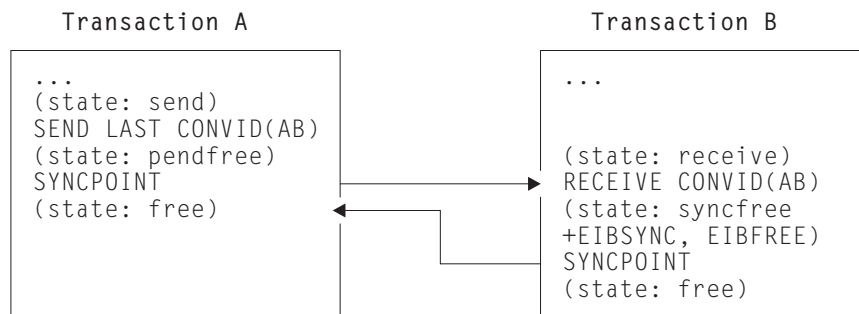 Transaction A
...
(state: send)
SEND LAST CONVID(AB)
(state: pendfree)
SYNCPOINT
(state: free)
Transaction B
...
(state: receive)
RECEIVE CONVID(AB)
(state: syncfree
+EIBSYNC, EIBFREE)
SYNCPOINT
(state: free)